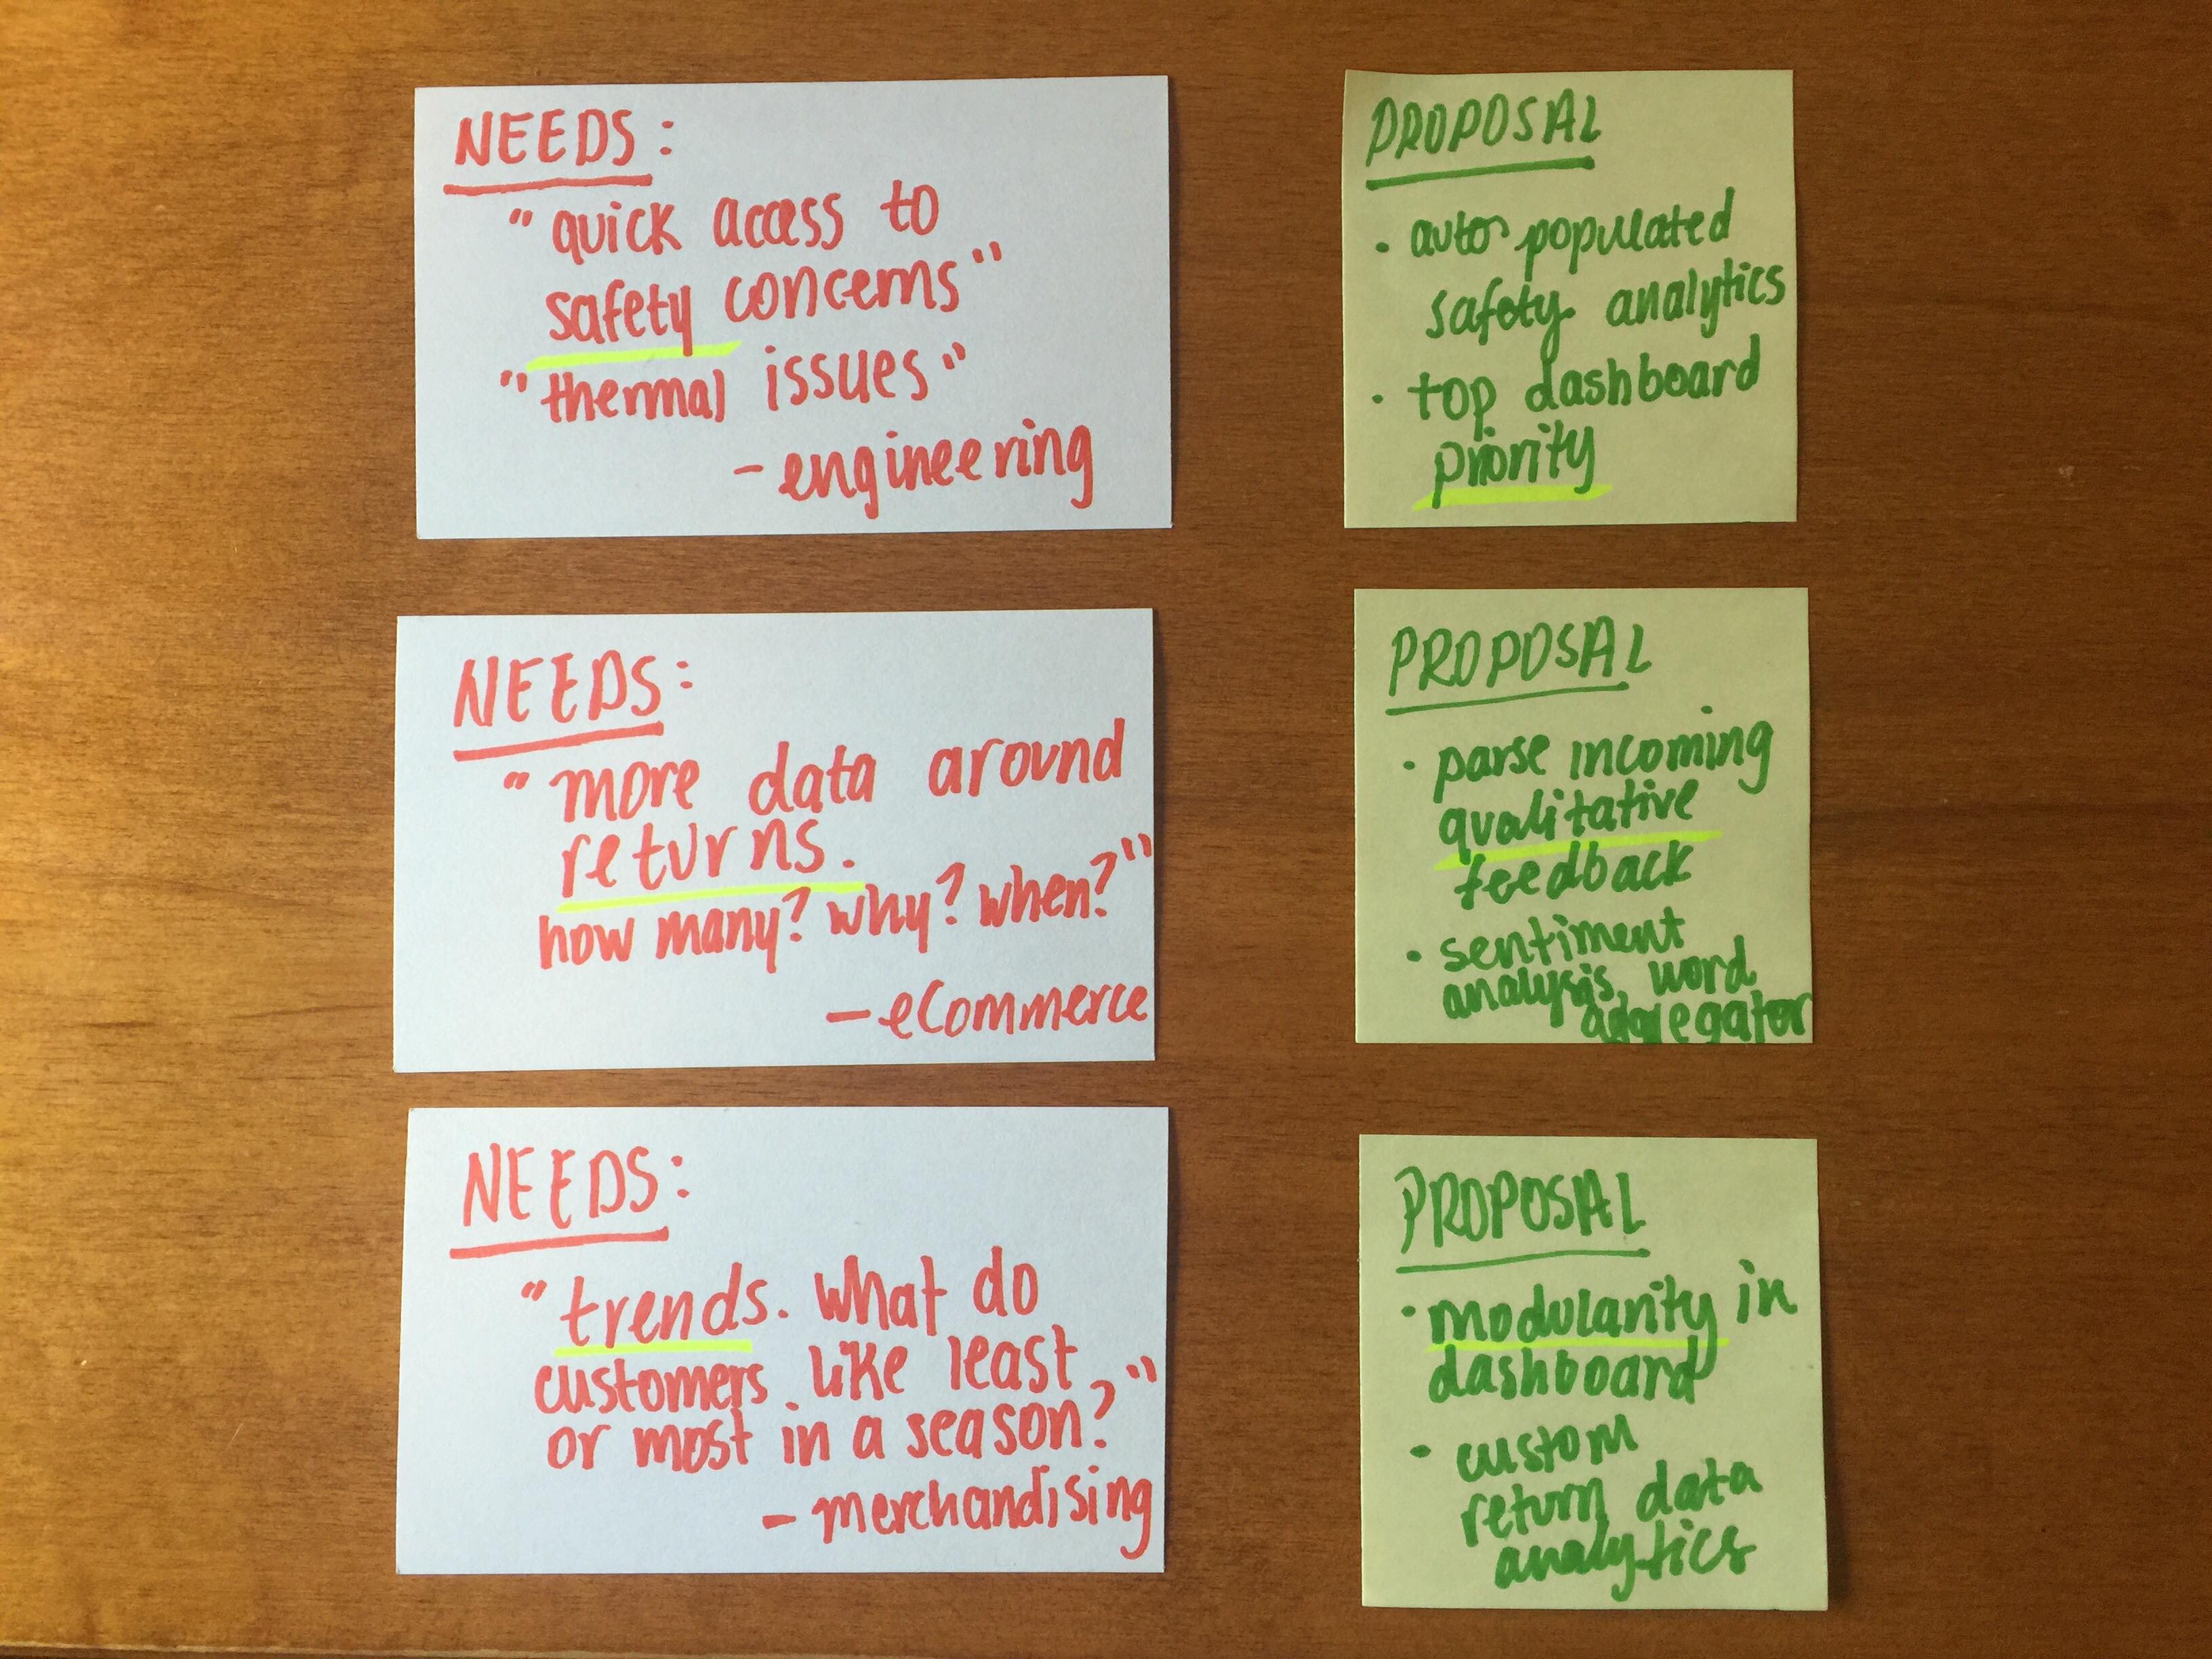 NEEDS:
"quick access to
safety concerns"
"thermal issues"
- engineering
PROPOSAL
• auto populated
safety analytics
• top dashboard
priority
NEEDS:
"more data around
returns.
how many? why? when?"
— eCommerce
PROPOSAL
• parse incoming
qualitative
feedback
• sentiment
analysis, word
aggregator
NEEDS:
"trends. What do
customers like least
or most in a season?"
- merchandising
PROPOSAL
• modularity in
dashboard
• custom
return data
analytics